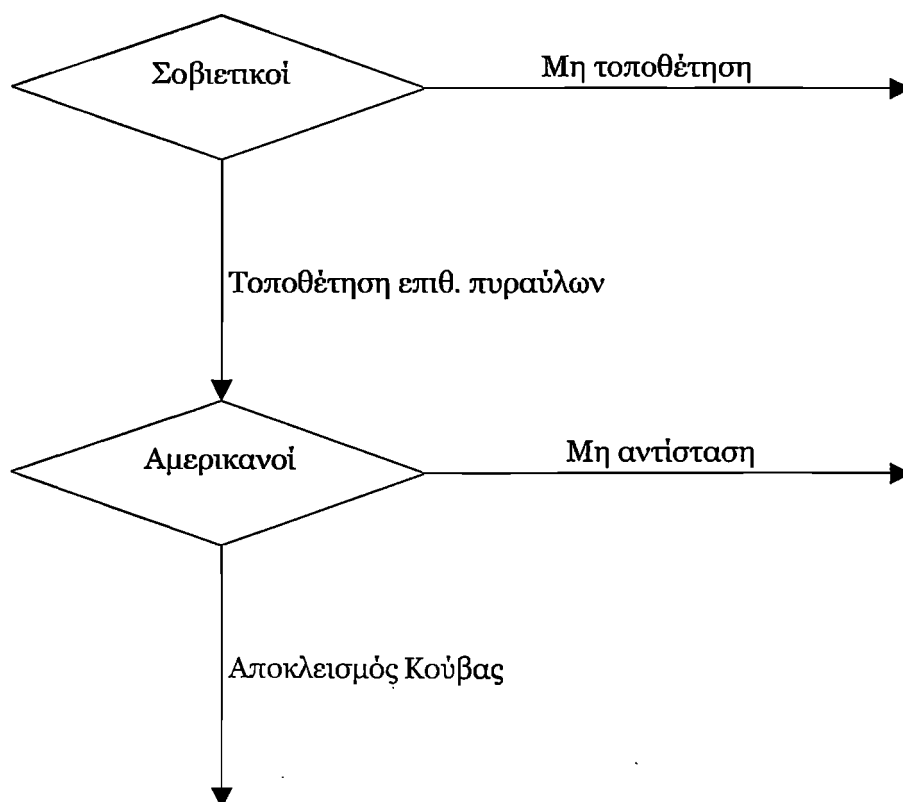 Σοβιετικοί
Μη τοποθέτηση
Τοποθέτηση επιθ. πυραύλων
Αμερικανοί
Μη αντίσταση
Αποκλεισμός Κούβας